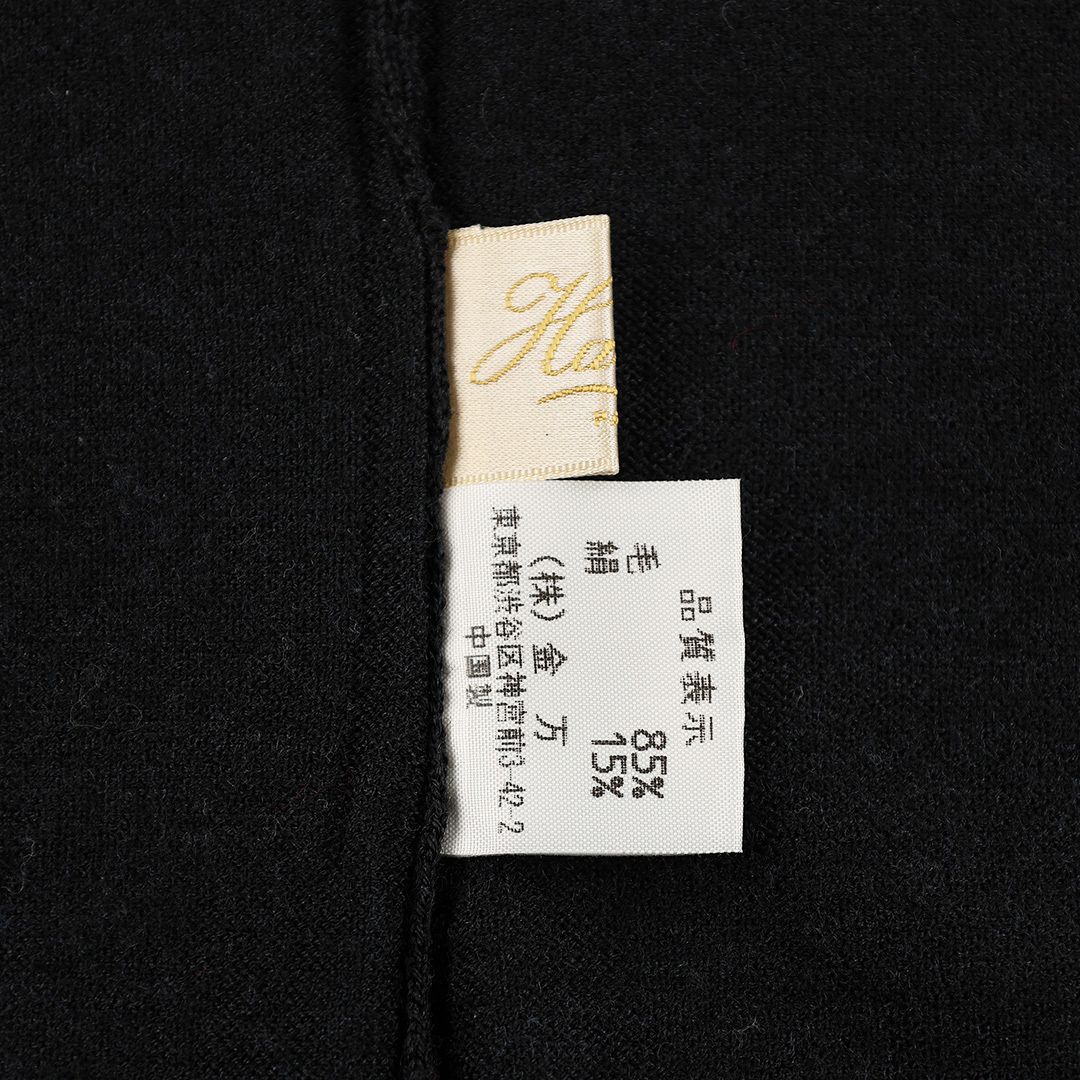 Ha
品質表示
毛 85%
絹 15%
(株)金万
東京都渋谷区神宮前3-42-2
中国製